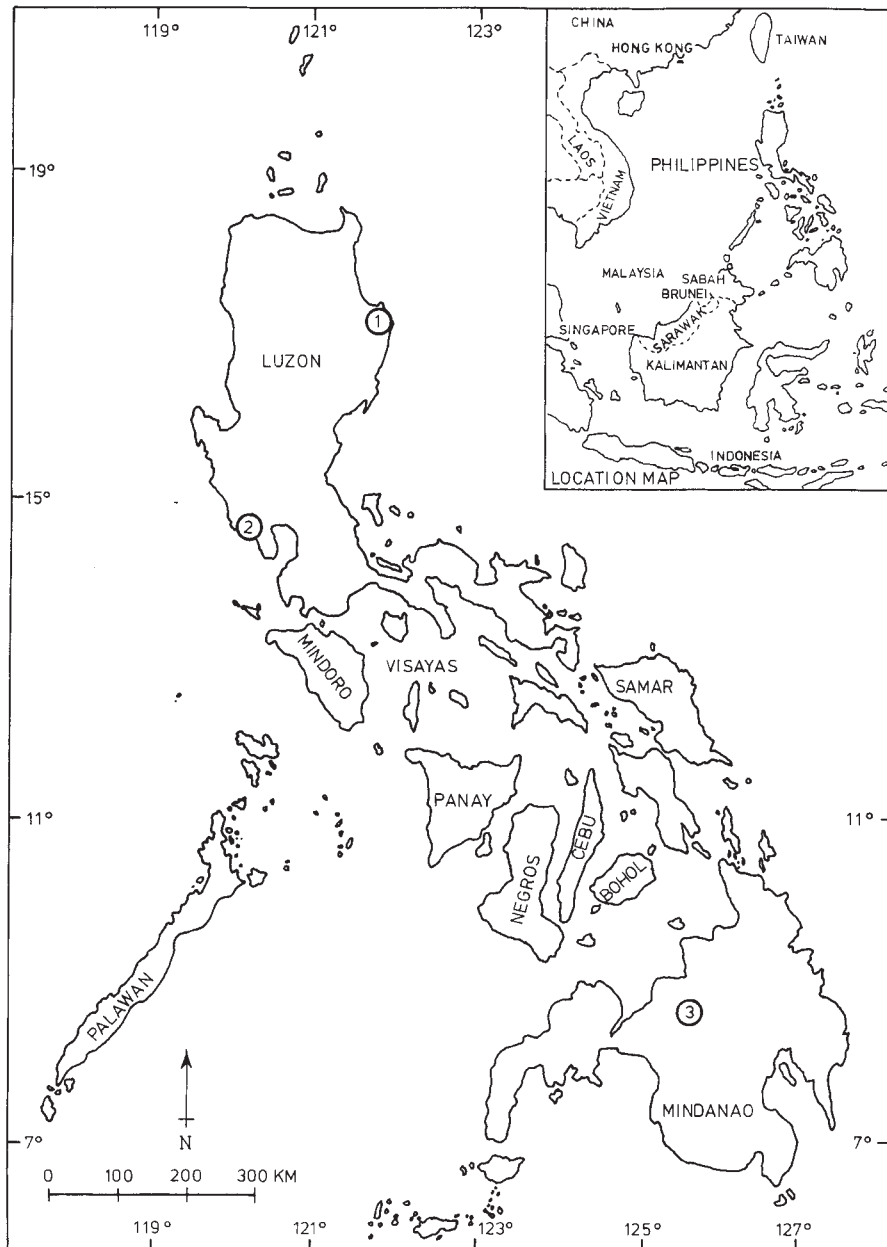 119°
121°
123°
CHINA
HONG KONG
TAIWAN
LAOS
VIETNAM
PHILIPPINES
MALAYSIA
SABAH
BRUNEI
SINGAPORE
SARAWAK
KALIMANTAN
INDONESIA
LOCATION MAP
19°
1
LUZON
15°
2
MINDORO
VISAYAS
SAMAR
11°
PANAY
CEBU
11°
NEGROS
BOHOL
PALAWAN
3
N
MINDANAO
7°
7°
0 100 200 300 KM
119°
121°
123°
125°
127°